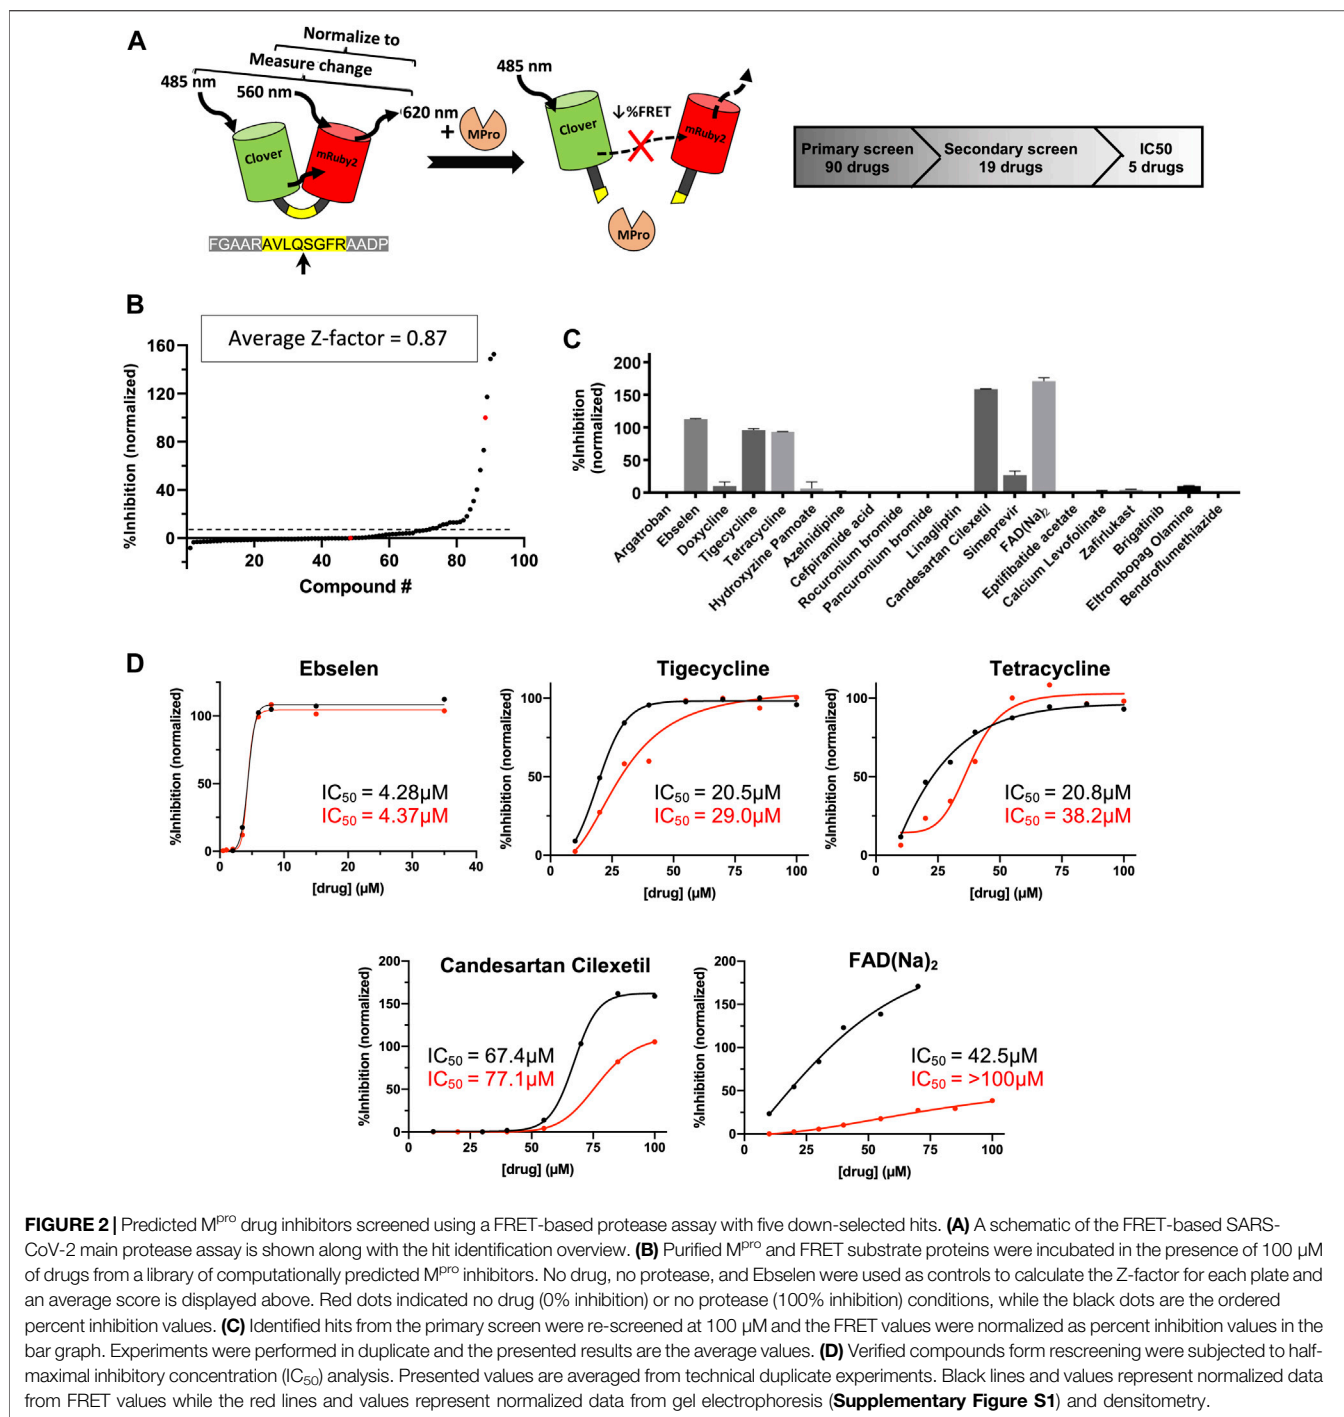 A
Normalize to
Measure change
485 nm
560 nm
620 nm
+
MPro
Clover
mRuby2
FGAARAVLQSGFRAADP
485 nm
↓%FRET
Clover
mRuby2
MPro
Primary screen
90 drugs
Secondary screen
19 drugs
IC50
5 drugs
B
Average Z-factor = 0.87
%Inhibition (normalized)
160
120
80
40
0
20
40
60
80
100
Compound #
C
%Inhibition
(normalized)
200
150
100
50
0
Argatroban
Ebselen
Doxycline
Tigecycline
Tetracycline
Hydroxyzine Pamoate
Azelnidipine
Cefpiramide acid
Rocuronium bromide
Pancuronium bromide
Linagliptin
Candesartan Cilexetil
Simeprevir
FAD(Na)₂
Eptifibatide acetate
Calcium Levofolinate
Zafirlukast
Brigatinib
Eltrombopag Olamine
Bendroflumethiazide
D
Ebselen
%Inhibition (normalized)
100
50
0
IC₅₀ = 4.28µM
IC₅₀ = 4.37µM
0
10
20
30
40
[drug] (µM)
Tigecycline
%Inhibition (normalized)
100
50
0
IC₅₀ = 20.5µM
IC₅₀ = 29.0µM
0
25
50
75
100
[drug] (µM)
Tetracycline
%Inhibition (normalized)
100
50
0
IC₅₀ = 20.8µM
IC₅₀ = 38.2µM
0
25
50
75
100
[drug] (µM)
Candesartan Cilexetil
%Inhibition (normalized)
200
150
100
50
0
IC₅₀ = 67.4µM
IC₅₀ = 77.1µM
0
25
50
75
100
[drug] (µM)
FAD(Na)₂
%Inhibition (normalized)
200
150
100
50
0
IC₅₀ = 42.5µM
IC₅₀ = >100µM
0
25
50
75
100
[drug] (µM)
FIGURE 2 | Predicted Mᵖʳᵒ drug inhibitors screened using a FRET-based protease assay with five down-selected hits. (A) A schematic of the FRET-based SARS-
CoV-2 main protease assay is shown along with the hit identification overview. (B) Purified Mᵖʳᵒ and FRET substrate proteins were incubated in the presence of 100 µM
of drugs from a library of computationally predicted Mᵖʳᵒ inhibitors. No drug, no protease, and Ebselen were used as controls to calculate the Z-factor for each plate and
an average score is displayed above. Red dots indicated no drug (0% inhibition) or no protease (100% inhibition) conditions, while the black dots are the ordered
percent inhibition values. (C) Identified hits from the primary screen were re-screened at 100 µM and the FRET values were normalized as percent inhibition values in the
bar graph. Experiments were performed in duplicate and the presented results are the average values. (D) Verified compounds form rescreening were subjected to half-
maximal inhibitory concentration (IC₅₀) analysis. Presented values are averaged from technical duplicate experiments. Black lines and values represent normalized data
from FRET values while the red lines and values represent normalized data from gel electrophoresis (Supplementary Figure S1) and densitometry.